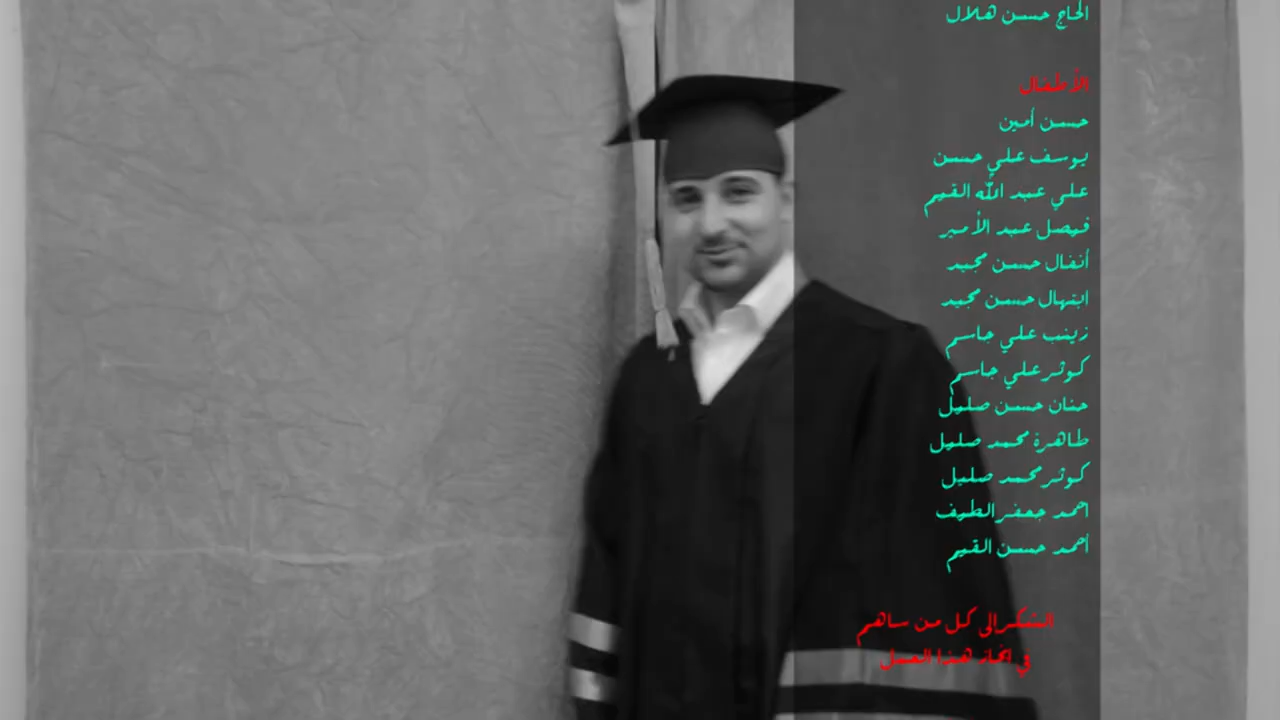 الحاج حسن هلال
الأطفال
حسن أمين
يوسف علي حسن
علي عبد الله القيم
فيصل عبد الأمير
أنفال حسن مجيد
ابتهال حسن مجيد
زينب علي جاسم
كوثر علي جاسم
حنان حسن صليل
طاهرة محمد صليل
كوثر محمد صليل
احمد جعفر الطيف
أحمد حسن القيم
الشكر إلى كل من ساهم
في انجاز هذا العمل